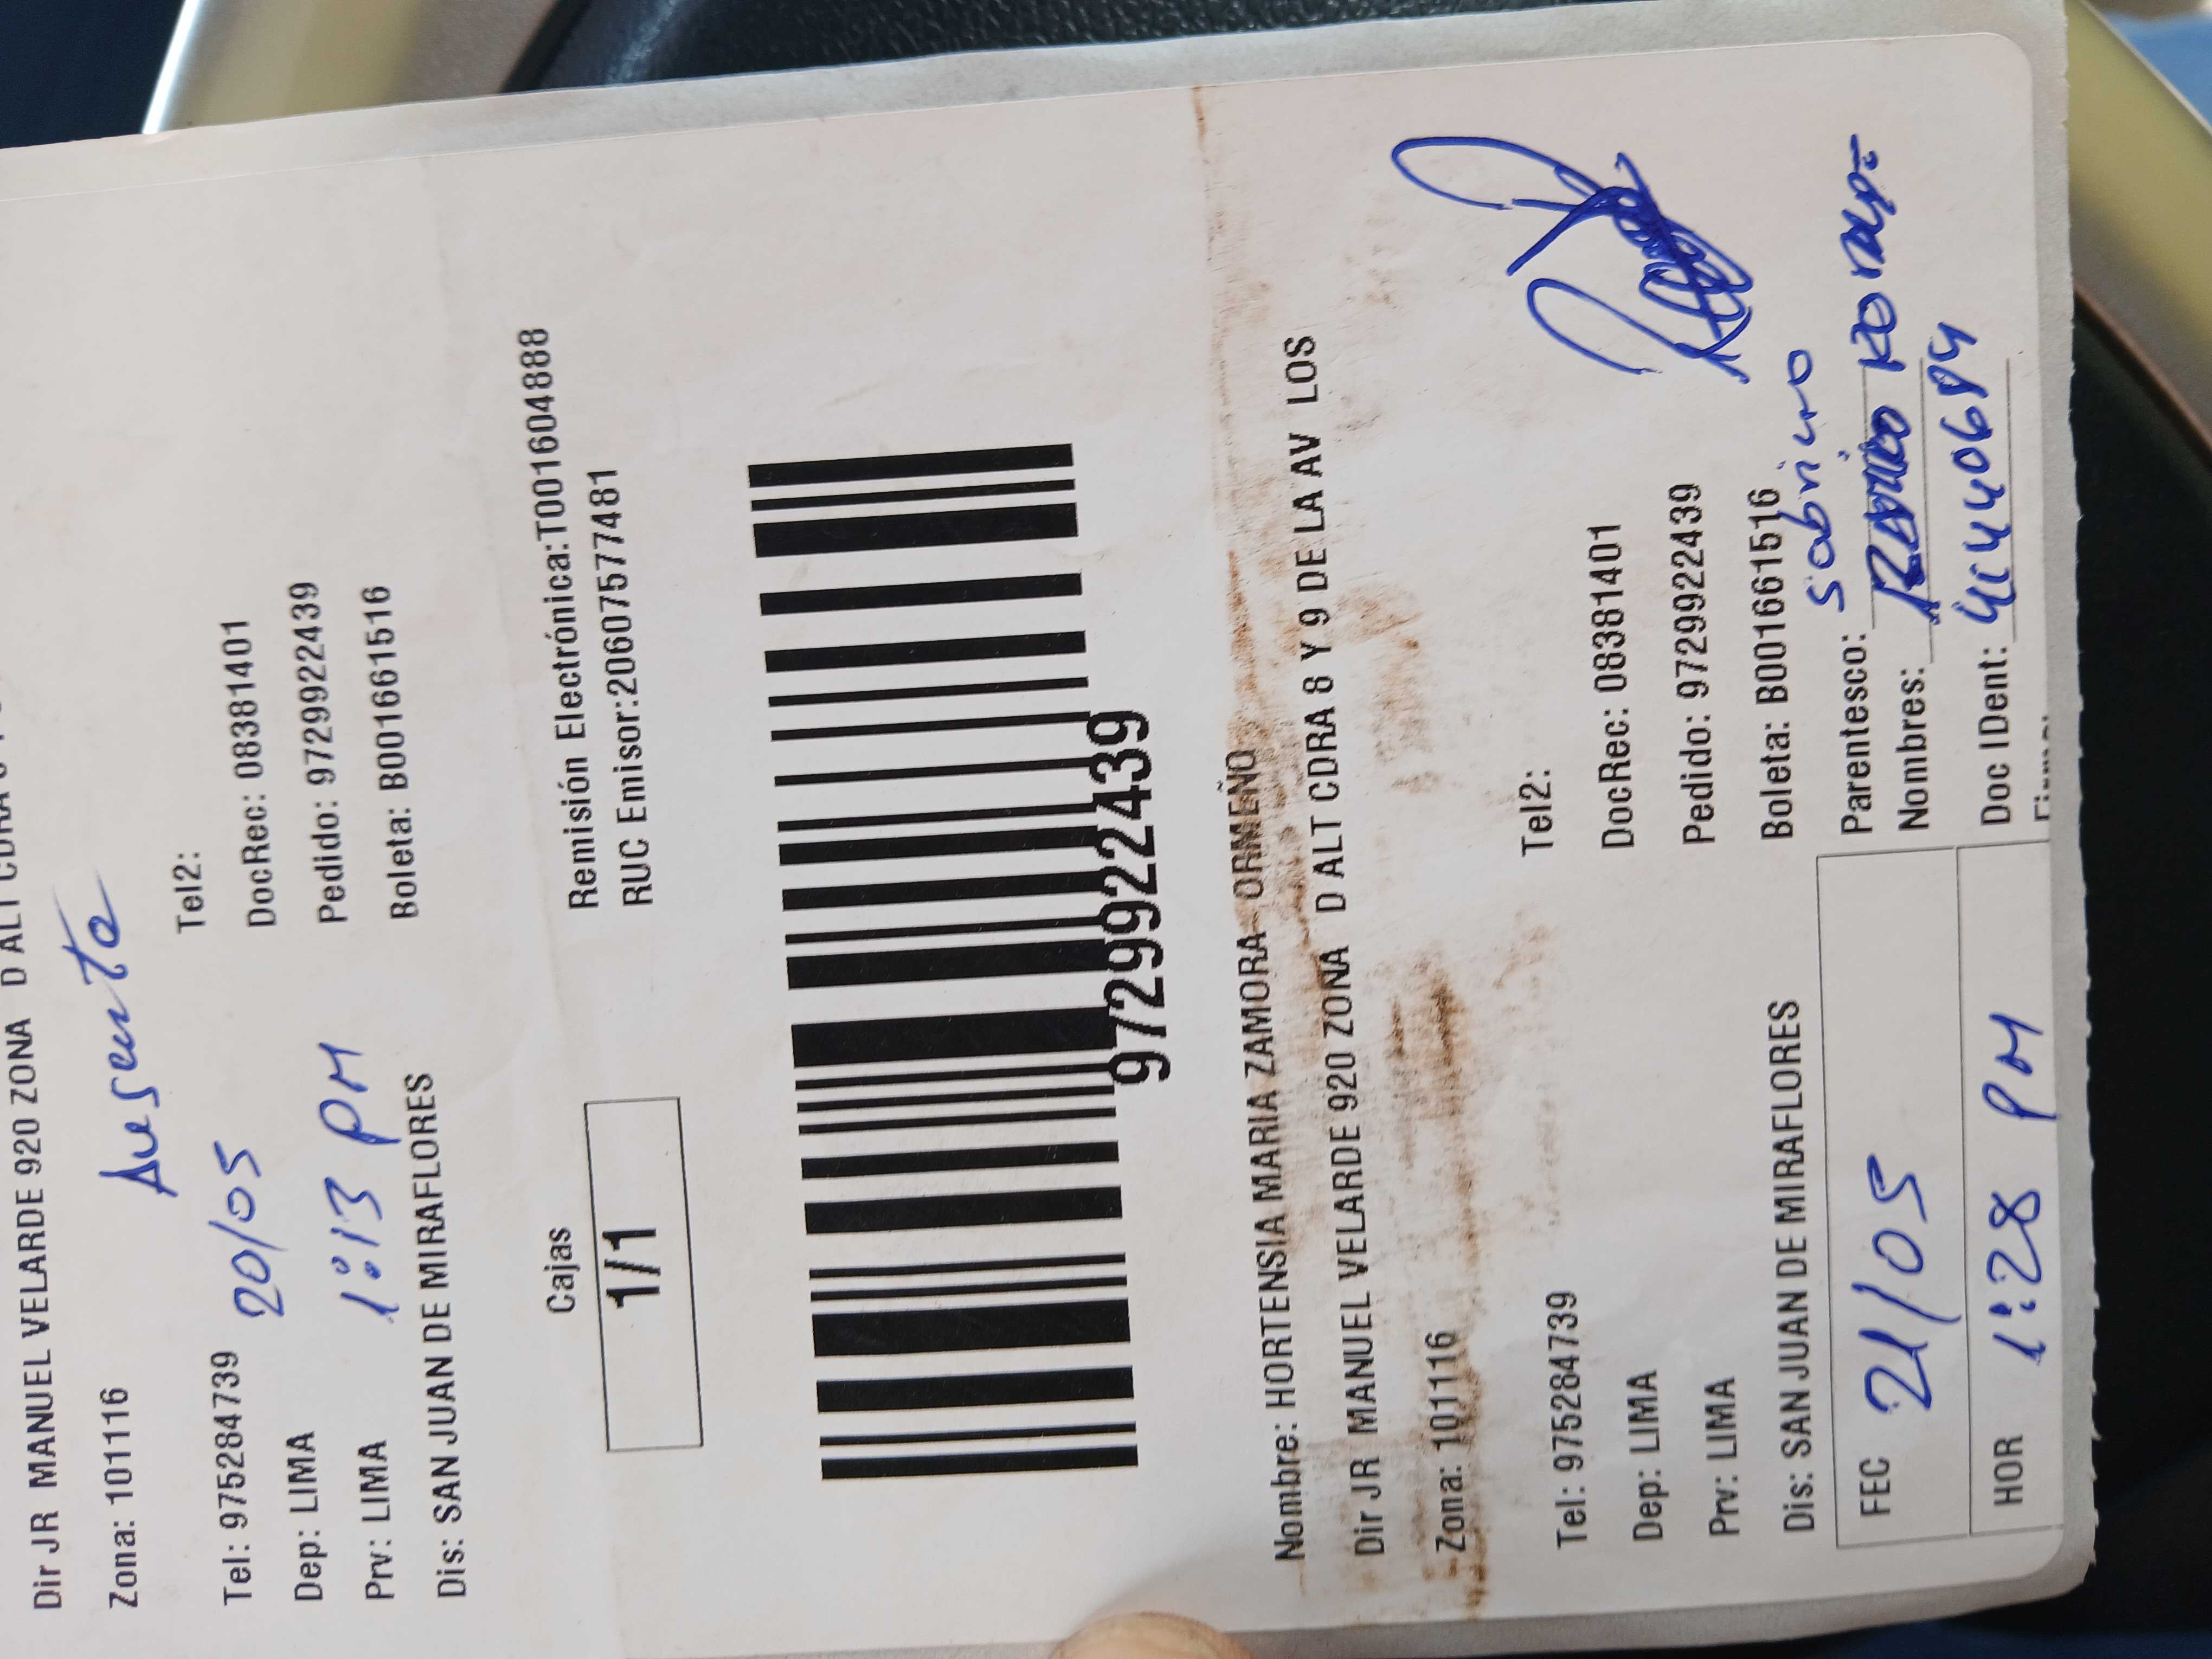 Dir JR MANUEL VELARDE 920 ZONA D ALT CDRA
Ausente
Zona: 101116
Tel: 975284739 20/05 Tel2:
Dep: LIMA DocRec: 08381401
Prv: LIMA 1:13 PM Pedido: 9729922439
Dis: SAN JUAN DE MIRAFLORES Boleta: B001661516
Cajas
1/1
Remisión Electrónica:T001604888
RUC Emisor:20607577481
9729922439
Nombre: HORTENSIA MARIA ZAMORA ORMEÑO
Dir JR MANUEL VELARDE 920 ZONA D ALT CDRA 8 Y 9 DE LA AV LOS
Zona: 101116
Tel: 975284739 Tel2:
Dep: LIMA DocRec: 08381401
Prv: LIMA Pedido: 9729922439
Dis: SAN JUAN DE MIRAFLORES Boleta: B001661516
FEC 21/05 Parentesco: sobrino
Nombres:
HOR 1:28 PM Doc IDent: